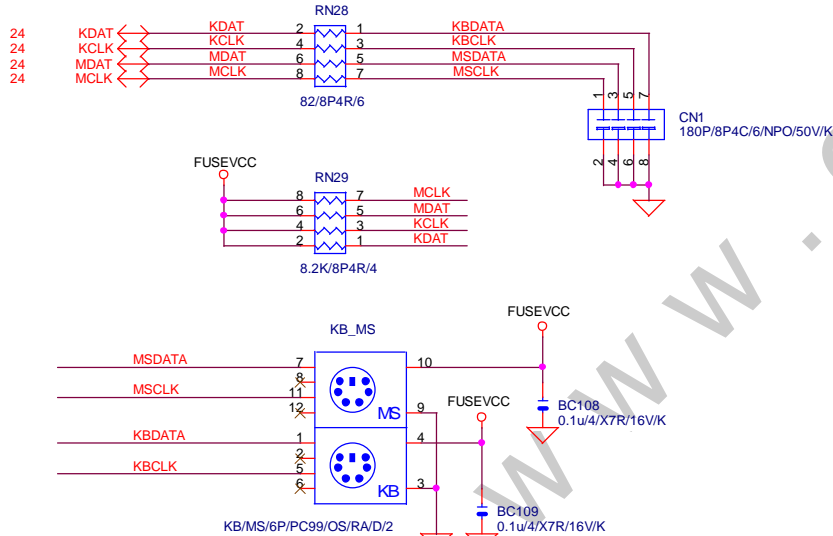 RN28
24 KDAT KDAT 2 1 KBDATA
24 KCLK KCLK 4 3 KBCLK
24 MDAT MDAT 6 5 MSDATA
24 MCLK MCLK 8 7 MSCLK
82/8P4R/6
1 3 5 7
CN1
180P/8P4C/6/NPO/50V/K
2 4 6 8
FUSEVCC
RN29
8 7 MCLK
6 5 MDAT
4 3 KCLK
2 1 KDAT
8.2K/8P4R/4
FUSEVCC
KB_MS
MSDATA 7 10
8
MSCLK 11
12 MS 9
FUSEVCC
BC108
0.1u/4/X7R/16V/K
KBDATA 1 4
2
KBCLK 5
6 KB 3
BC109
0.1u/4/X7R/16V/K
KB/MS/6P/PC99/OS/RA/D/2
w w w .